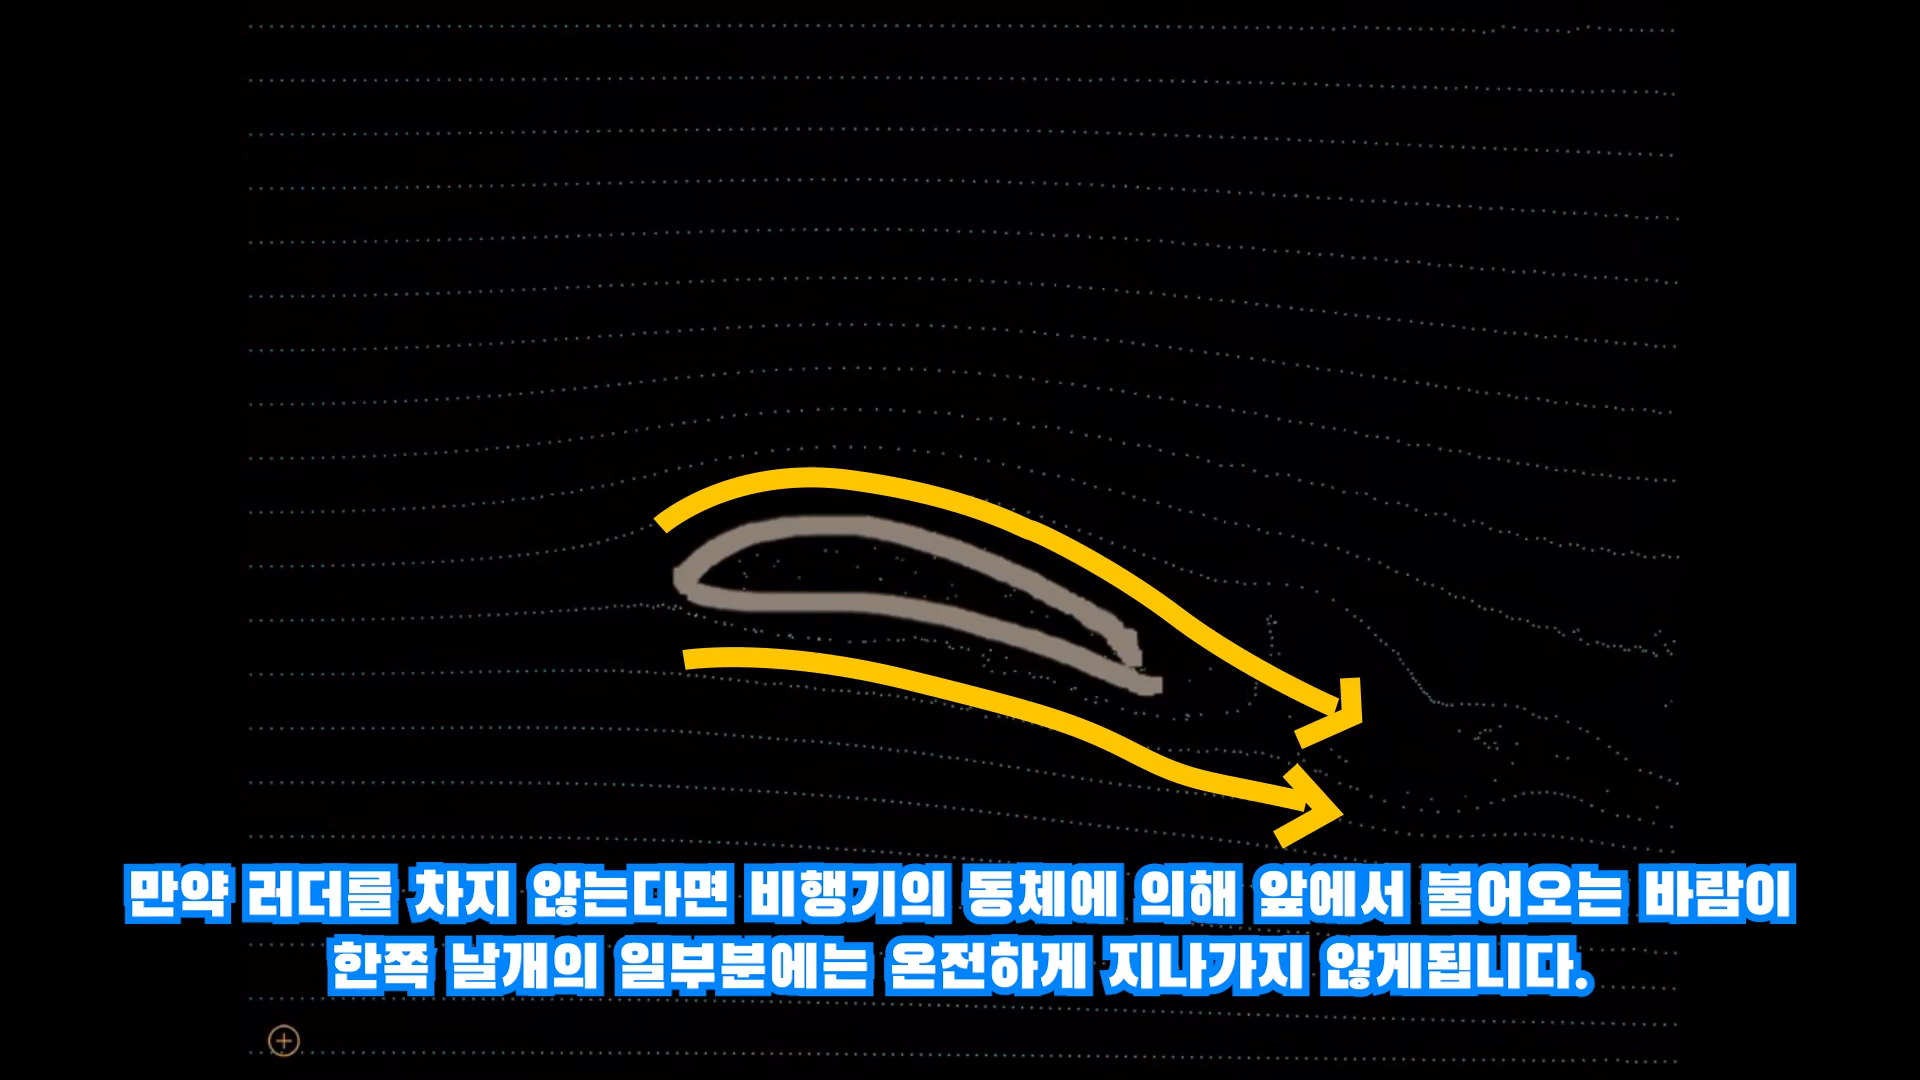 만약 러더를 차지 않는다면 비행기의 동체에 의해 앞에서 불어오는 바람이
한쪽 날개의 일부분에는 온전하게 지나가지 않게됩니다.